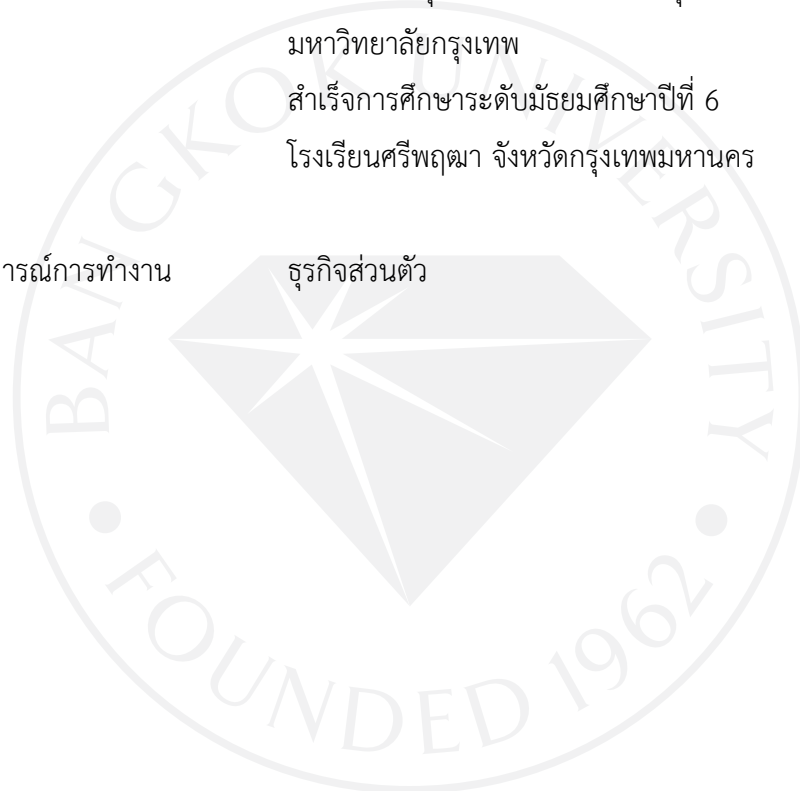 มหาวิทยาลัยกรุงเทพ
สำเร็จการศึกษาระดับมัธยมศึกษาปีที่ 6
โรงเรียนศรีพฤฒา จังหวัดกรุงเทพมหานคร
ารณ์การทำงาน ธุรกิจส่วนตัว
BANGKOK UNIVERSITY
FOUNDED 1962